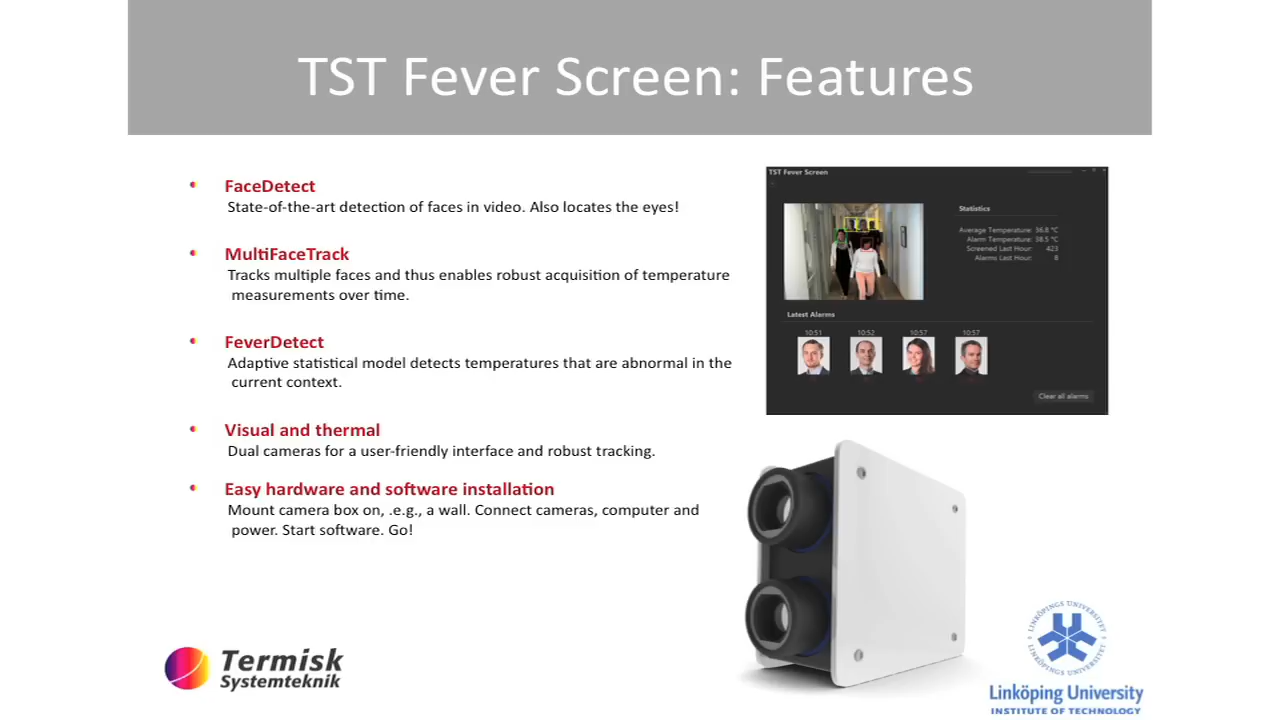 TST Fever Screen: Features
FaceDetect
State-of-the-art detection of faces in video. Also locates the eyes!
MultiFaceTrack
Tracks multiple faces and thus enables robust acquisition of temperature
measurements over time.
FeverDetect
Adaptive statistical model detects temperatures that are abnormal in the
current context.
Visual and thermal
Dual cameras for a user-friendly interface and robust tracking.
Easy hardware and software installation
Mount camera box on, .e.g., a wall. Connect cameras, computer and
power. Start software. Go!
TST Fever Screen
Statistics
Average Temperature: 36.8 °C
Alarm Temperature: 38.5 °C
Screened Last Hour: 423
Alarms Last Hour: 8
Latest Alarms
10:51 10:52 10:57 10:57
Clear all alarms
Termisk
Systemteknik
LINKÖPINGS UNIVERSITET
LINKÖPINGS UNIVERSITET
Linköping University
INSTITUTE OF TECHNOLOGY